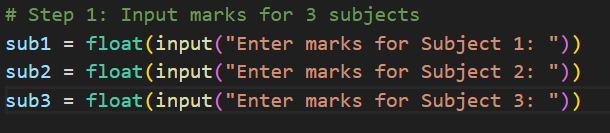 # Step 1: Input marks for 3 subjects
sub1 = float(input("Enter marks for Subject 1: "))
sub2 = float(input("Enter marks for Subject 2: "))
sub3 = float(input("Enter marks for Subject 3: "))